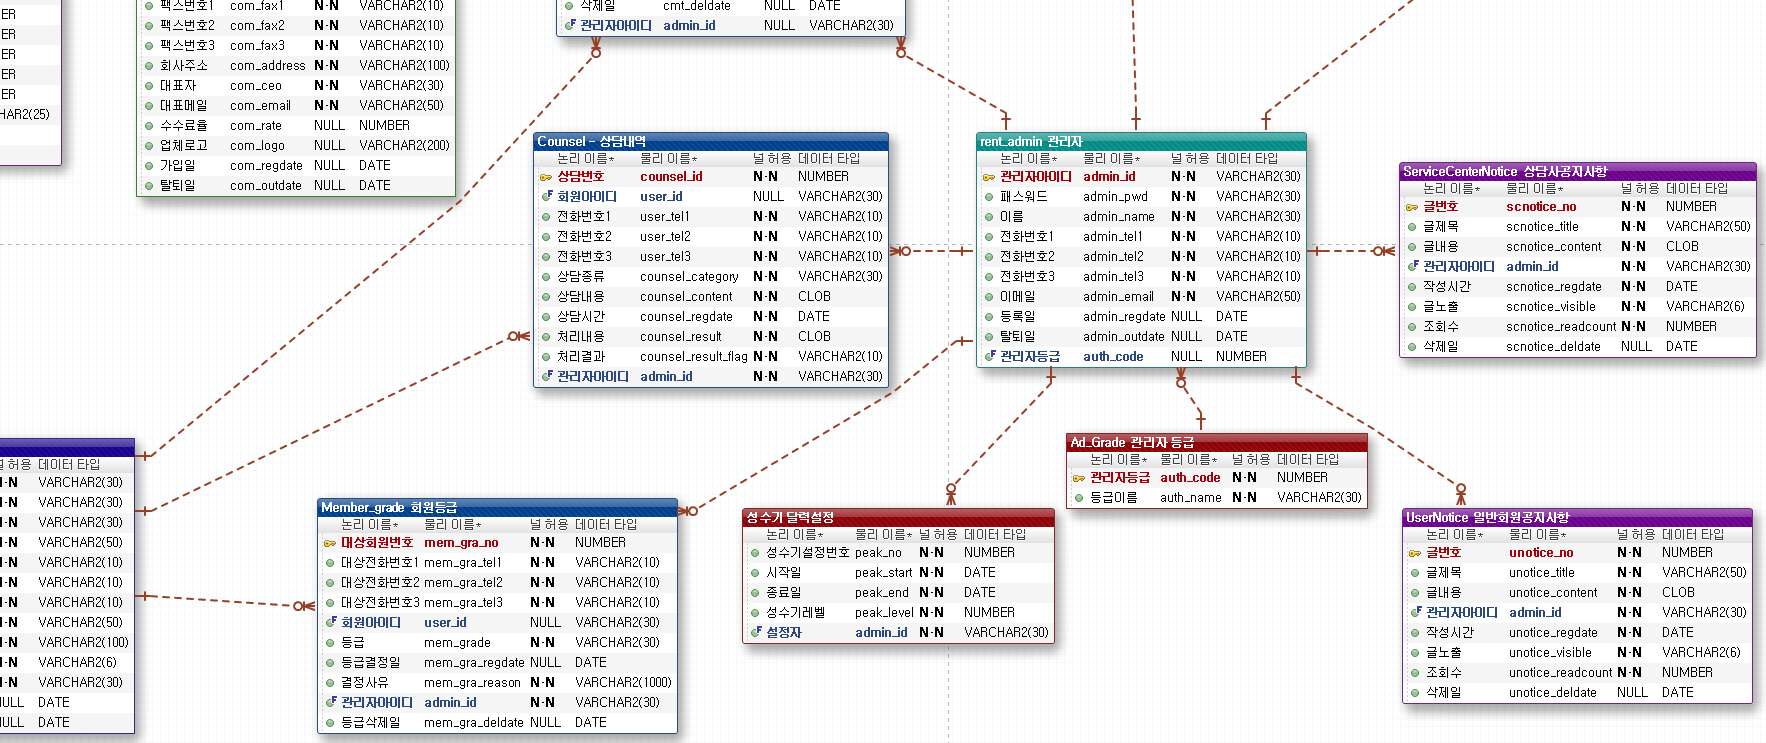 ER
ER
ER
ER
ER
HAR2(25)
팩스번호1 com_fax1 N-N VARCHAR2(10)
팩스번호2 com_fax2 N-N VARCHAR2(10)
팩스번호3 com_fax3 N-N VARCHAR2(10)
회사주소 com_address N-N VARCHAR2(100)
대표자 com_ceo N-N VARCHAR2(30)
대표메일 com_email N-N VARCHAR2(50)
수수료율 com_rate NULL NUMBER
업체로고 com_logo NULL VARCHAR2(200)
가입일 com_regdate NULL DATE
탈퇴일 com_outdate NULL DATE
삭제일 cmt_deldate NULL DATE
관리자아이디 admin_id NULL VARCHAR2(30)
Counsel - 상담내역
논리 이름* 물리 이름* 널 허용 데이터 타입
상담번호 counsel_id N-N NUMBER
회원아이디 user_id NULL VARCHAR2(30)
전화번호1 user_tel1 N-N VARCHAR2(10)
전화번호2 user_tel2 N-N VARCHAR2(10)
전화번호3 user_tel3 N-N VARCHAR2(10)
상담종류 counsel_category N-N VARCHAR2(30)
상담내용 counsel_content N-N CLOB
상담시간 counsel_regdate N-N DATE
처리내용 counsel_result N-N CLOB
처리결과 counsel_result_flag N-N VARCHAR2(10)
관리자아이디 admin_id N-N VARCHAR2(30)
rent_admin 관리자
논리 이름* 물리 이름* 널 허용 데이터 타입
관리자아이디 admin_id N-N VARCHAR2(30)
패스워드 admin_pwd N-N VARCHAR2(30)
이름 admin_name N-N VARCHAR2(30)
전화번호1 admin_tel1 N-N VARCHAR2(10)
전화번호2 admin_tel2 N-N VARCHAR2(10)
전화번호3 admin_tel3 N-N VARCHAR2(10)
이메일 admin_email N-N VARCHAR2(50)
등록일 admin_regdate NULL DATE
탈퇴일 admin_outdate NULL DATE
관리자등급 auth_code NULL NUMBER
ServiceCenterNotice 상담사공지사항
논리 이름* 물리 이름* 널 허용 데이터 타입
글번호 scnotice_no N-N NUMBER
글제목 scnotice_title N-N VARCHAR2(50)
글내용 scnotice_content N-N CLOB
관리자아이디 admin_id N-N VARCHAR2(30)
작성시간 scnotice_regdate N-N DATE
글노출 scnotice_visible N-N VARCHAR2(6)
조회수 scnotice_readcount N-N NUMBER
삭제일 scnotice_deldate NULL DATE
널 허용 데이터 타입
N-N VARCHAR2(30)
N-N VARCHAR2(30)
N-N VARCHAR2(30)
N-N VARCHAR2(50)
N-N VARCHAR2(10)
N-N VARCHAR2(10)
N-N VARCHAR2(10)
N-N VARCHAR2(50)
N-N VARCHAR2(100)
N-N VARCHAR2(6)
N-N VARCHAR2(30)
NULL DATE
NULL DATE
Member_grade 회원등급
논리 이름* 물리 이름* 널 허용 데이터 타입
대상회원번호 mem_gra_no N-N NUMBER
대상전화번호1 mem_gra_tel1 N-N VARCHAR2(10)
대상전화번호2 mem_gra_tel2 N-N VARCHAR2(10)
대상전화번호3 mem_gra_tel3 N-N VARCHAR2(10)
회원아이디 user_id NULL VARCHAR2(30)
등급 mem_grade N-N VARCHAR2(30)
등급결정일 mem_gra_regdate NULL DATE
결정사유 mem_gra_reason N-N VARCHAR2(1000)
관리자아이디 admin_id N-N VARCHAR2(30)
등급삭제일 mem_gra_deldate NULL DATE
성수기 달력설정
논리 이름* 물리 이름* 널 허용 데이터 타입
성수기설정번호 peak_no N-N NUMBER
시작일 peak_start N-N DATE
종료일 peak_end N-N DATE
성수기레벨 peak_level N-N NUMBER
설정자 admin_id N-N VARCHAR2(30)
Ad_Grade 관리자 등급
논리 이름* 물리 이름* 널 허용 데이터 타입
관리자등급 auth_code N-N NUMBER
등급이름 auth_name N-N VARCHAR2(30)
UserNotice 일반회원공지사항
논리 이름* 물리 이름* 널 허용 데이터 타입
글번호 unotice_no N-N NUMBER
글제목 unotice_title N-N VARCHAR2(50)
글내용 unotice_content N-N CLOB
관리자아이디 admin_id N-N VARCHAR2(30)
작성시간 unotice_regdate N-N DATE
글노출 unotice_visible N-N VARCHAR2(6)
조회수 unotice_readcount N-N NUMBER
삭제일 unotice_deldate NULL DATE